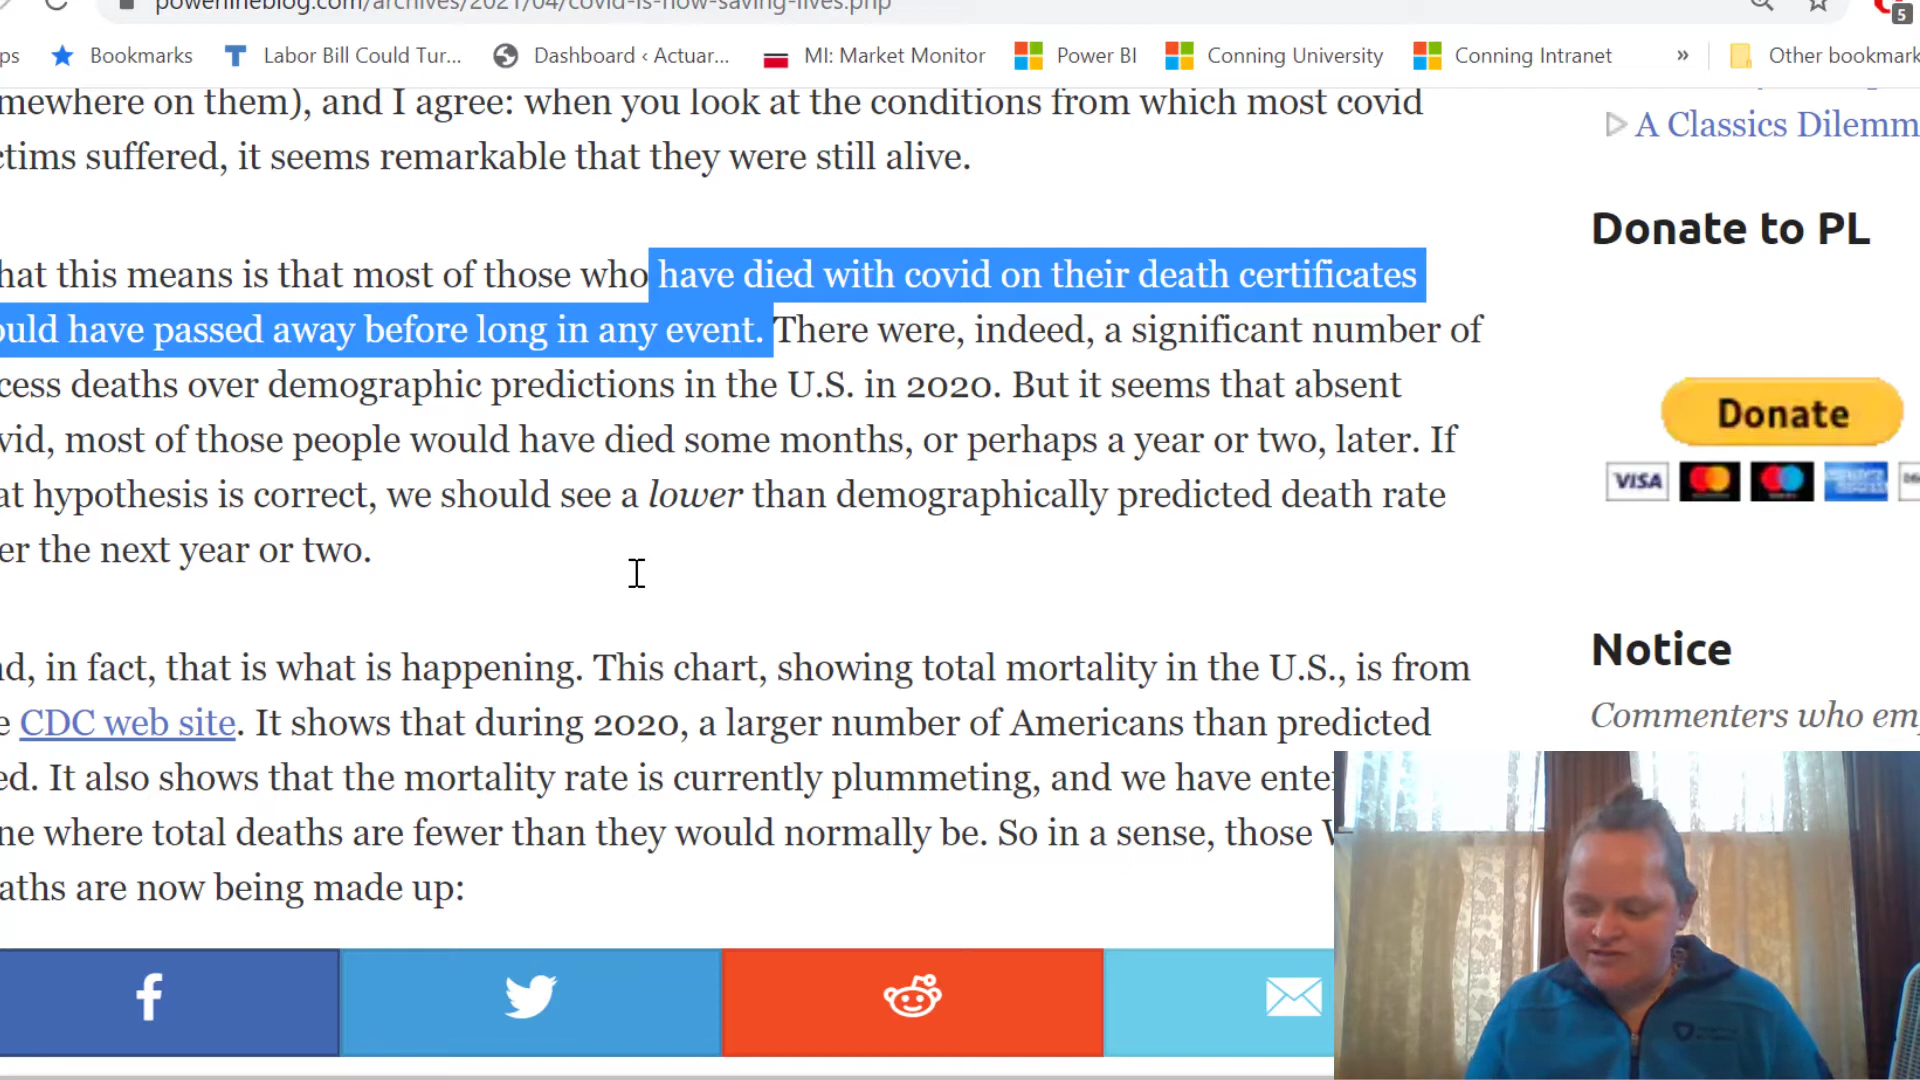 powerlineblog.com/archives/2021/04/covid-is-now-saving-lives.php
5
ps Bookmarks Labor Bill Could Tur... Dashboard ‹ Actuar... MI: Market Monitor Power BI Conning University Conning Intranet » Other bookmark
mewhere on them), and I agree: when you look at the conditions from which most covid
ctims suffered, it seems remarkable that they were still alive.
hat this means is that most of those who have died with covid on their death certificates
ould have passed away before long in any event. There were, indeed, a significant number of
cess deaths over demographic predictions in the U.S. in 2020. But it seems that absent
vid, most of those people would have died some months, or perhaps a year or two, later. If
at hypothesis is correct, we should see a lower than demographically predicted death rate
er the next year or two.
nd, in fact, that is what is happening. This chart, showing total mortality in the U.S., is from
e CDC web site. It shows that during 2020, a larger number of Americans than predicted
ed. It also shows that the mortality rate is currently plummeting, and we have enter
ne where total deaths are fewer than they would normally be. So in a sense, those
aths are now being made up:
A Classics Dilemm
Donate to PL
Donate
VISA
Notice
Commenters who em